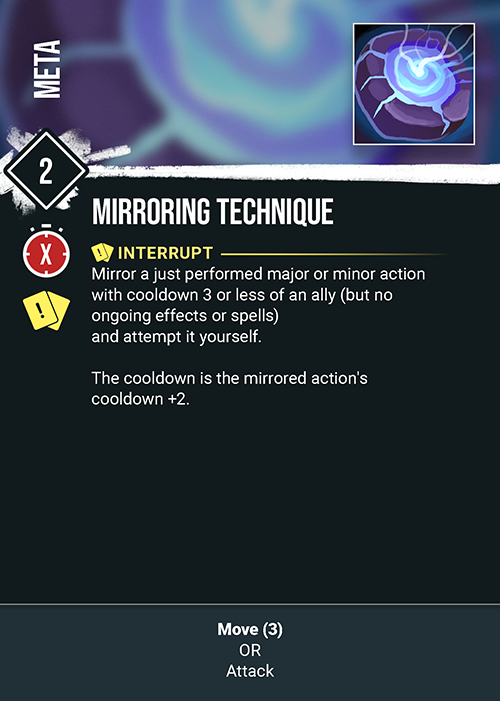 META
2
MIRRORING TECHNIQUE
X
! INTERRUPT
Mirror a just performed major or minor action
with cooldown 3 or less of an ally (but no
ongoing effects or spells)
and attempt it yourself.
!
The cooldown is the mirrored action's
cooldown +2.
Move (3)
OR
Attack